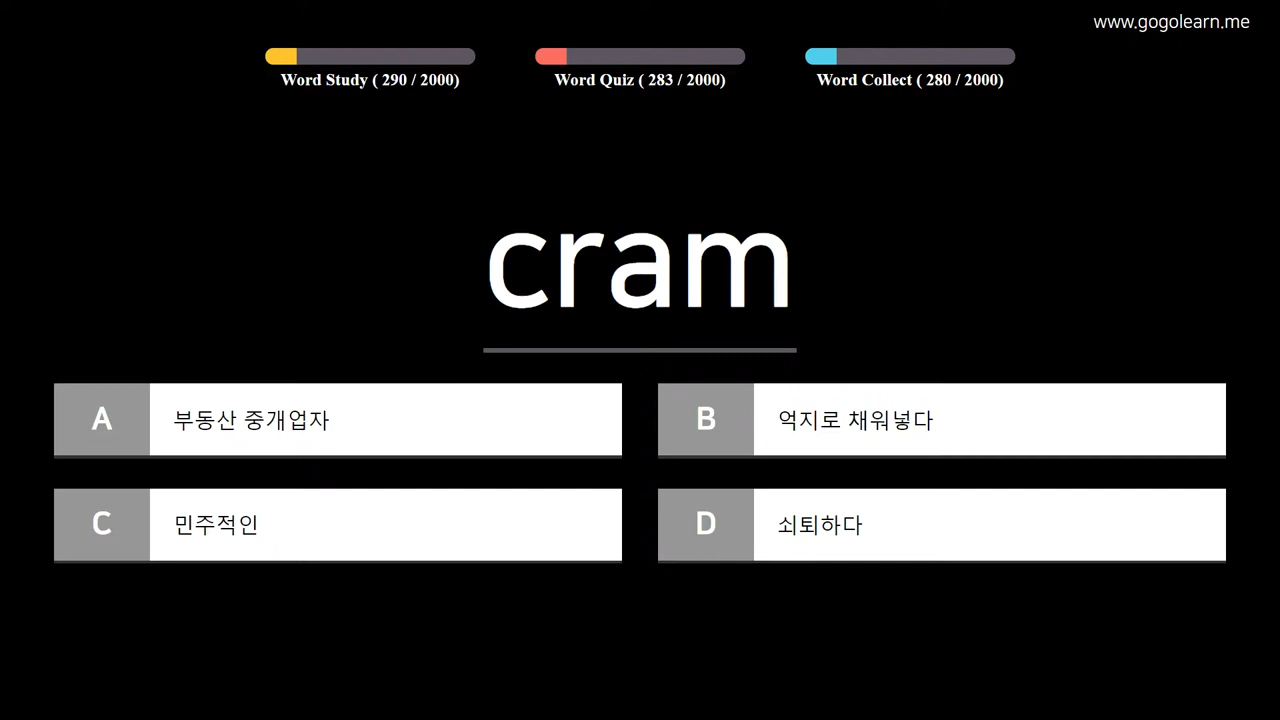 www.gogolearn.me
Word Study ( 290 / 2000)
Word Quiz ( 283 / 2000)
Word Collect ( 280 / 2000)
cram
A 부동산 중개업자
B 억지로 채워넣다
C 민주적인
D 쇠퇴하다